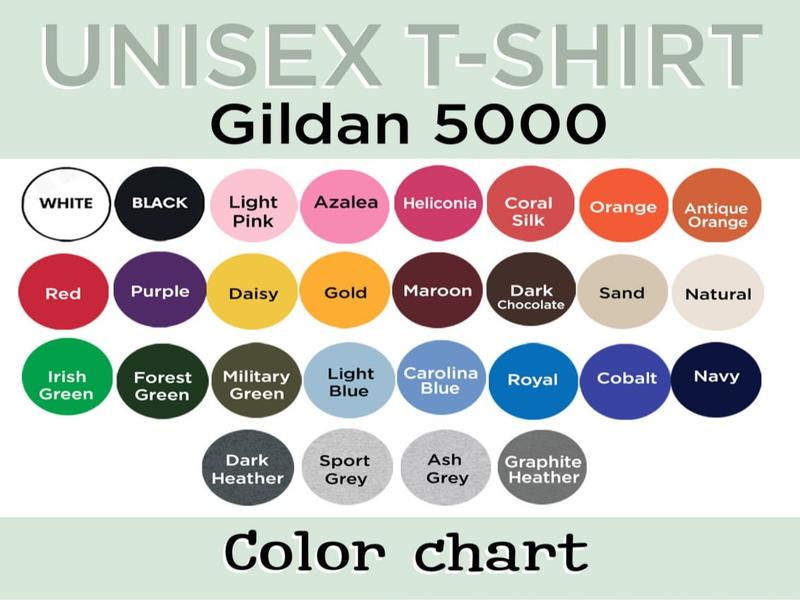 UNISEX T-SHIRT
Gildan 5000
WHITE
BLACK
Light
Pink
Azalea
Heliconia
Coral
Silk
Orange
Antique
Orange
Red
Purple
Daisy
Gold
Maroon
Dark
Chocolate
Sand
Natural
Irish
Green
Forest
Green
Military
Green
Light
Blue
Carolina
Blue
Royal
Cobalt
Navy
Dark
Heather
Sport
Grey
Ash
Grey
Graphite
Heather
Color chart